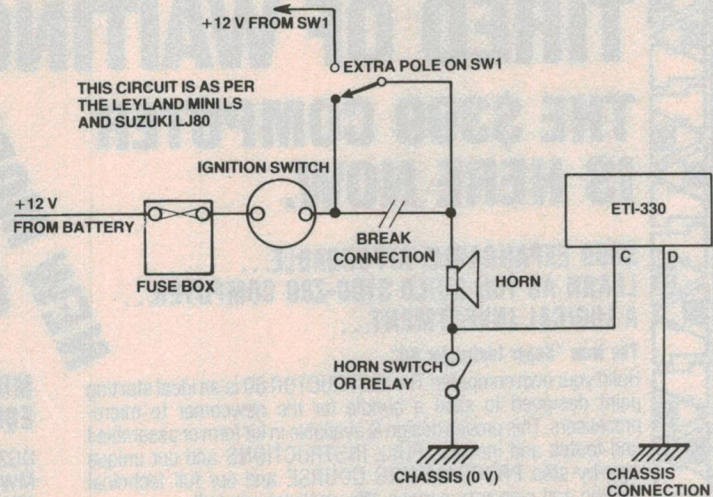 +12 V FROM SW1
EXTRA POLE ON SW1
THIS CIRCUIT IS AS PER
THE LEYLAND MINI LS
AND SUZUKI LJ80
IGNITION SWITCH
+12 V
FROM BATTERY
FUSE BOX
BREAK
CONNECTION
ETI-330
C D
HORN
HORN SWITCH
OR RELAY
CHASSIS (0 V)
CHASSIS
CONNECTION